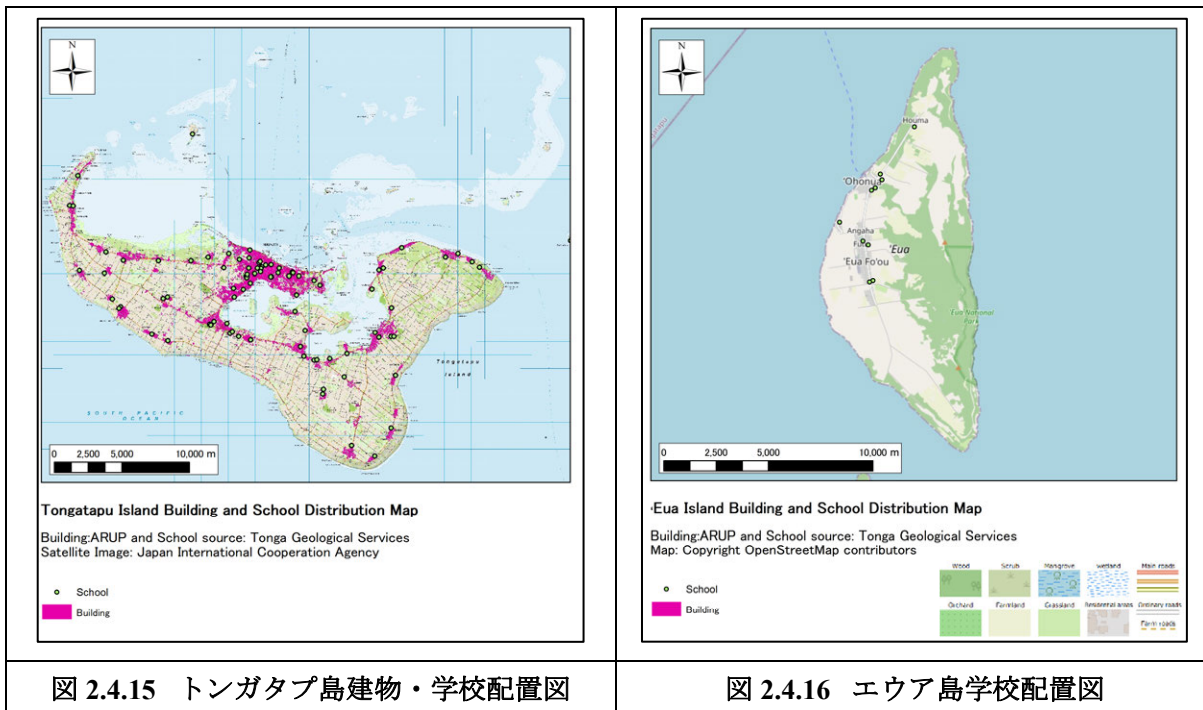 N
Tongatapu
Island
SOUTH PACIFIC
OCEAN
0 2,500 5,000 10,000 m
Tongatapu Island Building and School Distribution Map
Building:ARUP and School source: Tonga Geological Services
Satellite Image: Japan International Cooperation Agency
School
Building
図 2.4.15 トンガタプ島建物・学校配置図
N
Houma
'Ohonua
Angaha
'Eua
'Eua Fo'ou
Eua National
Park
0 2,500 5,000 10,000 m
'Eua Island Building and School Distribution Map
Building:ARUP and School source: Tonga Geological Services
Map: Copyright OpenStreetMap contributors
School
Building
Wood Scrub Mangrove wetland Main roads
Orchard Farmland Grassland Residential areas Ordinary roads
Farm roads
図 2.4.16 エウア島学校配置図